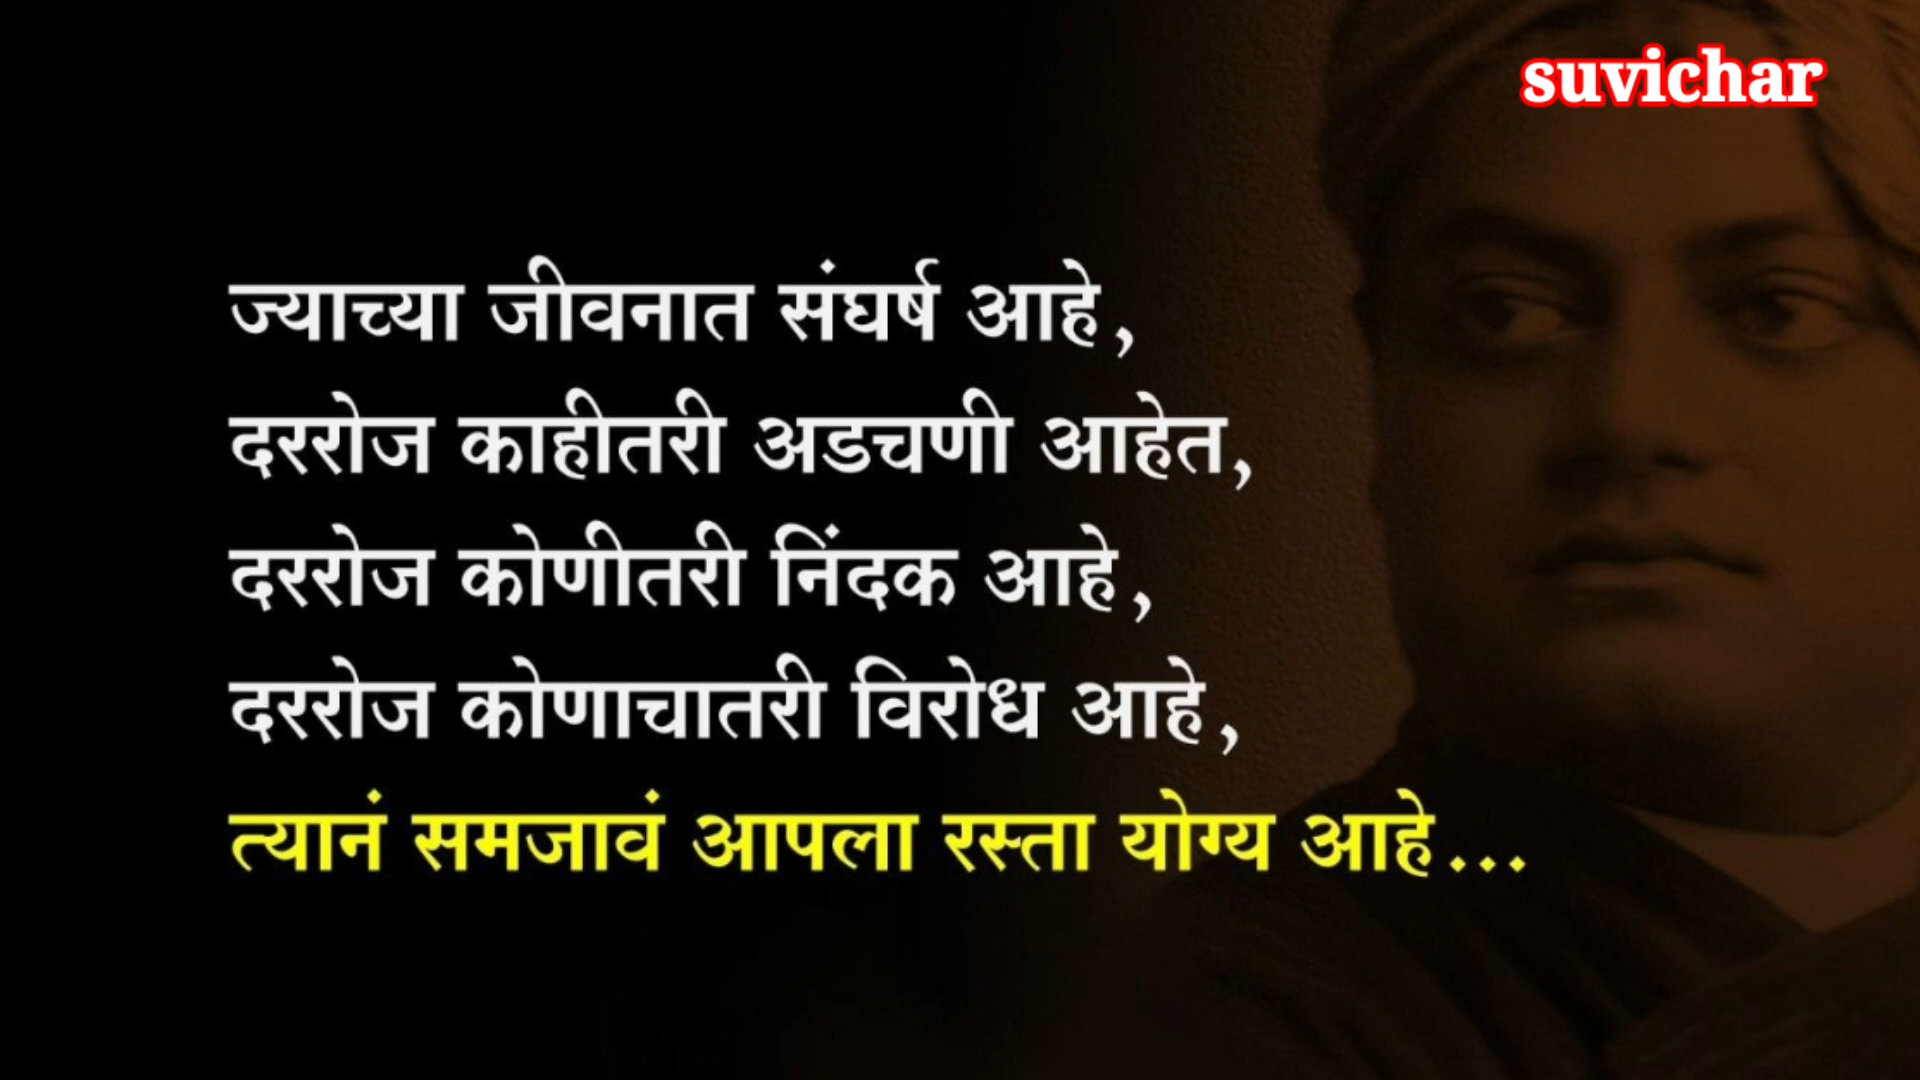 suvichar
ज्याच्या जीवनात संघर्ष आहे,
दररोज काहीतरी अडचणी आहेत,
दररोज कोणीतरी निंदक आहे,
दररोज कोणाचातरी विरोध आहे,
त्यानं समजावं आपला रस्ता योग्य आहे...